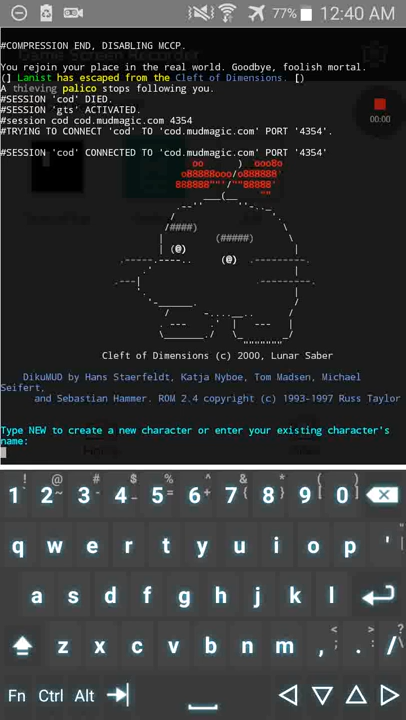 77% 12:40 AM
#COMPRESSION END, DISABLING MCCP.
You rejoin your place in the real world. Goodbye, foolish mortal.
(] Lanist has escaped from the Cleft of Dimensions. [)
A thieving palico stops following you.
#SESSION 'cod' DIED.
#SESSION 'gts' ACTIVATED.
#session cod cod.mudmagic.com 4354
#TRYING TO CONNECT 'cod' TO 'cod.mudmagic.com' PORT '4354'.
#SESSION 'cod' CONNECTED TO 'cod.mudmagic.com' PORT '4354'
00:00
Cleft of Dimensions (c) 2000, Lunar Saber
DikuMUD by Hans Staerfeldt, Katja Nyboe, Tom Madsen, Michael
Seifert,
and Sebastian Hammer. ROM 2.4 copyright (c) 1993-1997 Russ Taylor
Type NEW to create a new character or enter your existing character's
name:
! @ # $ % ^ & * ( )
1 2 3 4 5 6 7 8 9 0
q w e r t y u i o p '
a s d f g h j k l
z x c v b n m , . /
Fn Ctrl Alt